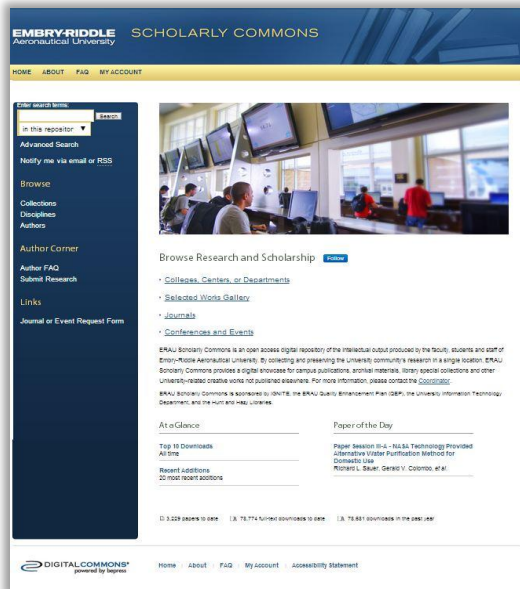 EMBRY-RIDDLE
Aeronautical University
SCHOLARLY COMMONS
HOME ABOUT FAQ MY ACCOUNT
Enter search terms:
Search
in this repositor ▼
Advanced Search
Notify me via email or RSS
Browse
Collections
Disciplines
Authors
Author Corner
Author FAQ
Submit Research
Links
Journal or Event Request Form
Browse Research and Scholarship Follow
Colleges, Centers, or Departments
Selected Works Gallery
Journals
Conferences and Events
ERAU Scholarly Commons is an open access digital repository of the intellectual output produced by the faculty, students and staff of
Embry-Riddle Aeronautical University. By collecting and preserving the University community's research in a single location, ERAU
Scholarly Commons provides a digital showcase for campus publications, archival materials, library special collections and other
University-related creative works not published elsewhere. For more information, please contact the Coordinator.
ERAU Scholarly Commons is sponsored by IGNITE, the ERAU Quality Enhancement Plan (QEP), the University Information Technology
Department, and the Hunt and Hazy Libraries.
At a Glance
Top 10 Downloads
All time
Recent Additions
20 most recent additions
Paper of the Day
Paper Session III-A - NASA Technology Provided
Alternative Water Purification Method for
Domestic Use
Richard L. Sauer, Gerald V. Colombo, et al.
3,229 papers to date 78,774 full-text downloads to date 73,631 downloads in the past year
DIGITALCOMMONS®
powered by bepress
Home About FAQ My Account Accessibility Statement